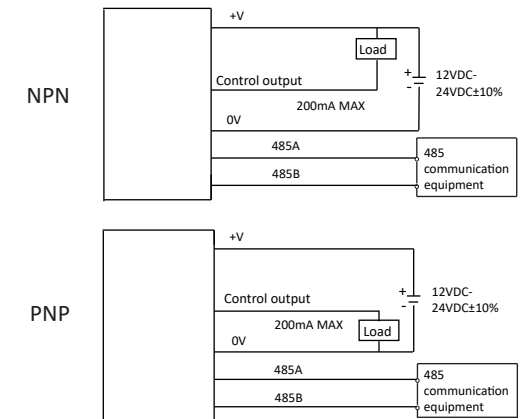 NPN
+V
Load
Control output
200mA MAX
+
-
12VDC-
24VDC±10%
0V
485A
485B
485
communication
equipment
PNP
+V
Control output
200mA MAX
Load
+
-
12VDC-
24VDC±10%
0V
485A
485B
485
communication
equipment